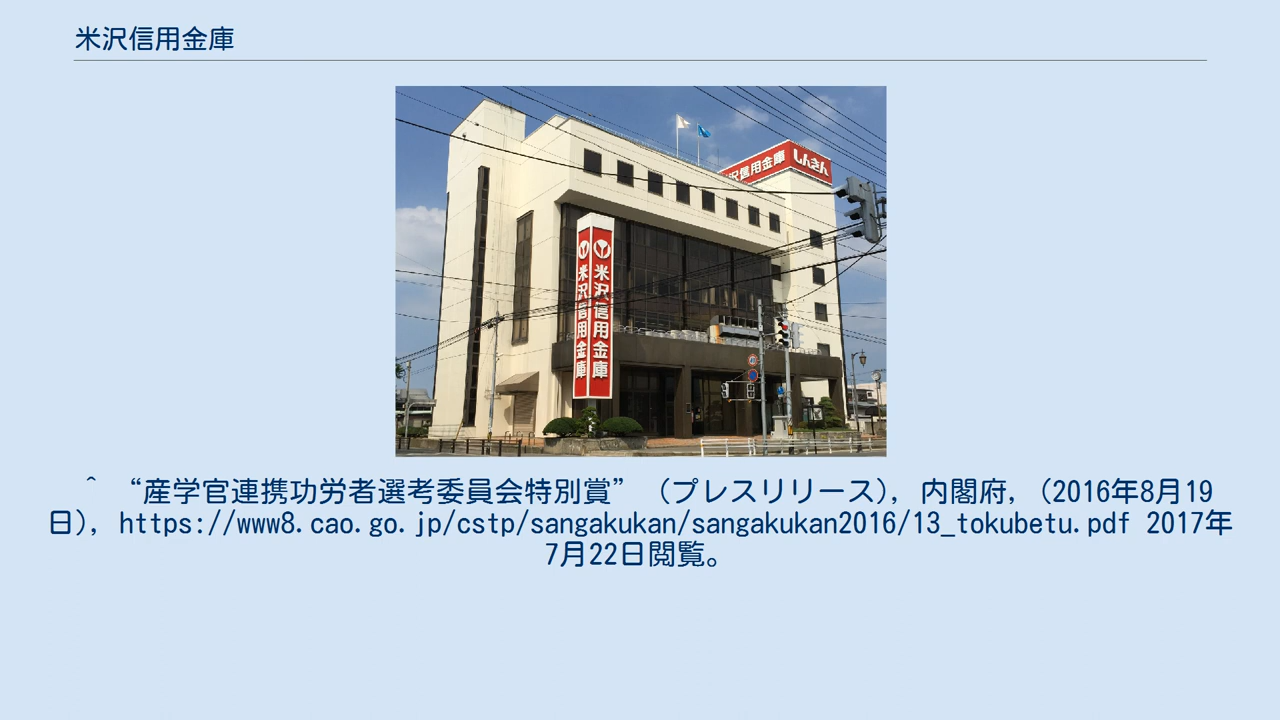 米沢信用金庫
米沢信用金庫 しんきん
米沢信用金庫
米沢信用金庫
^ “産学官連携功労者選考委員会特別賞” (プレスリリース), 内閣府, (2016年8月19
日), https://www8.cao.go.jp/cstp/sangakukan/sangakukan2016/13_tokubetu.pdf 2017年
7月22日閲覧。